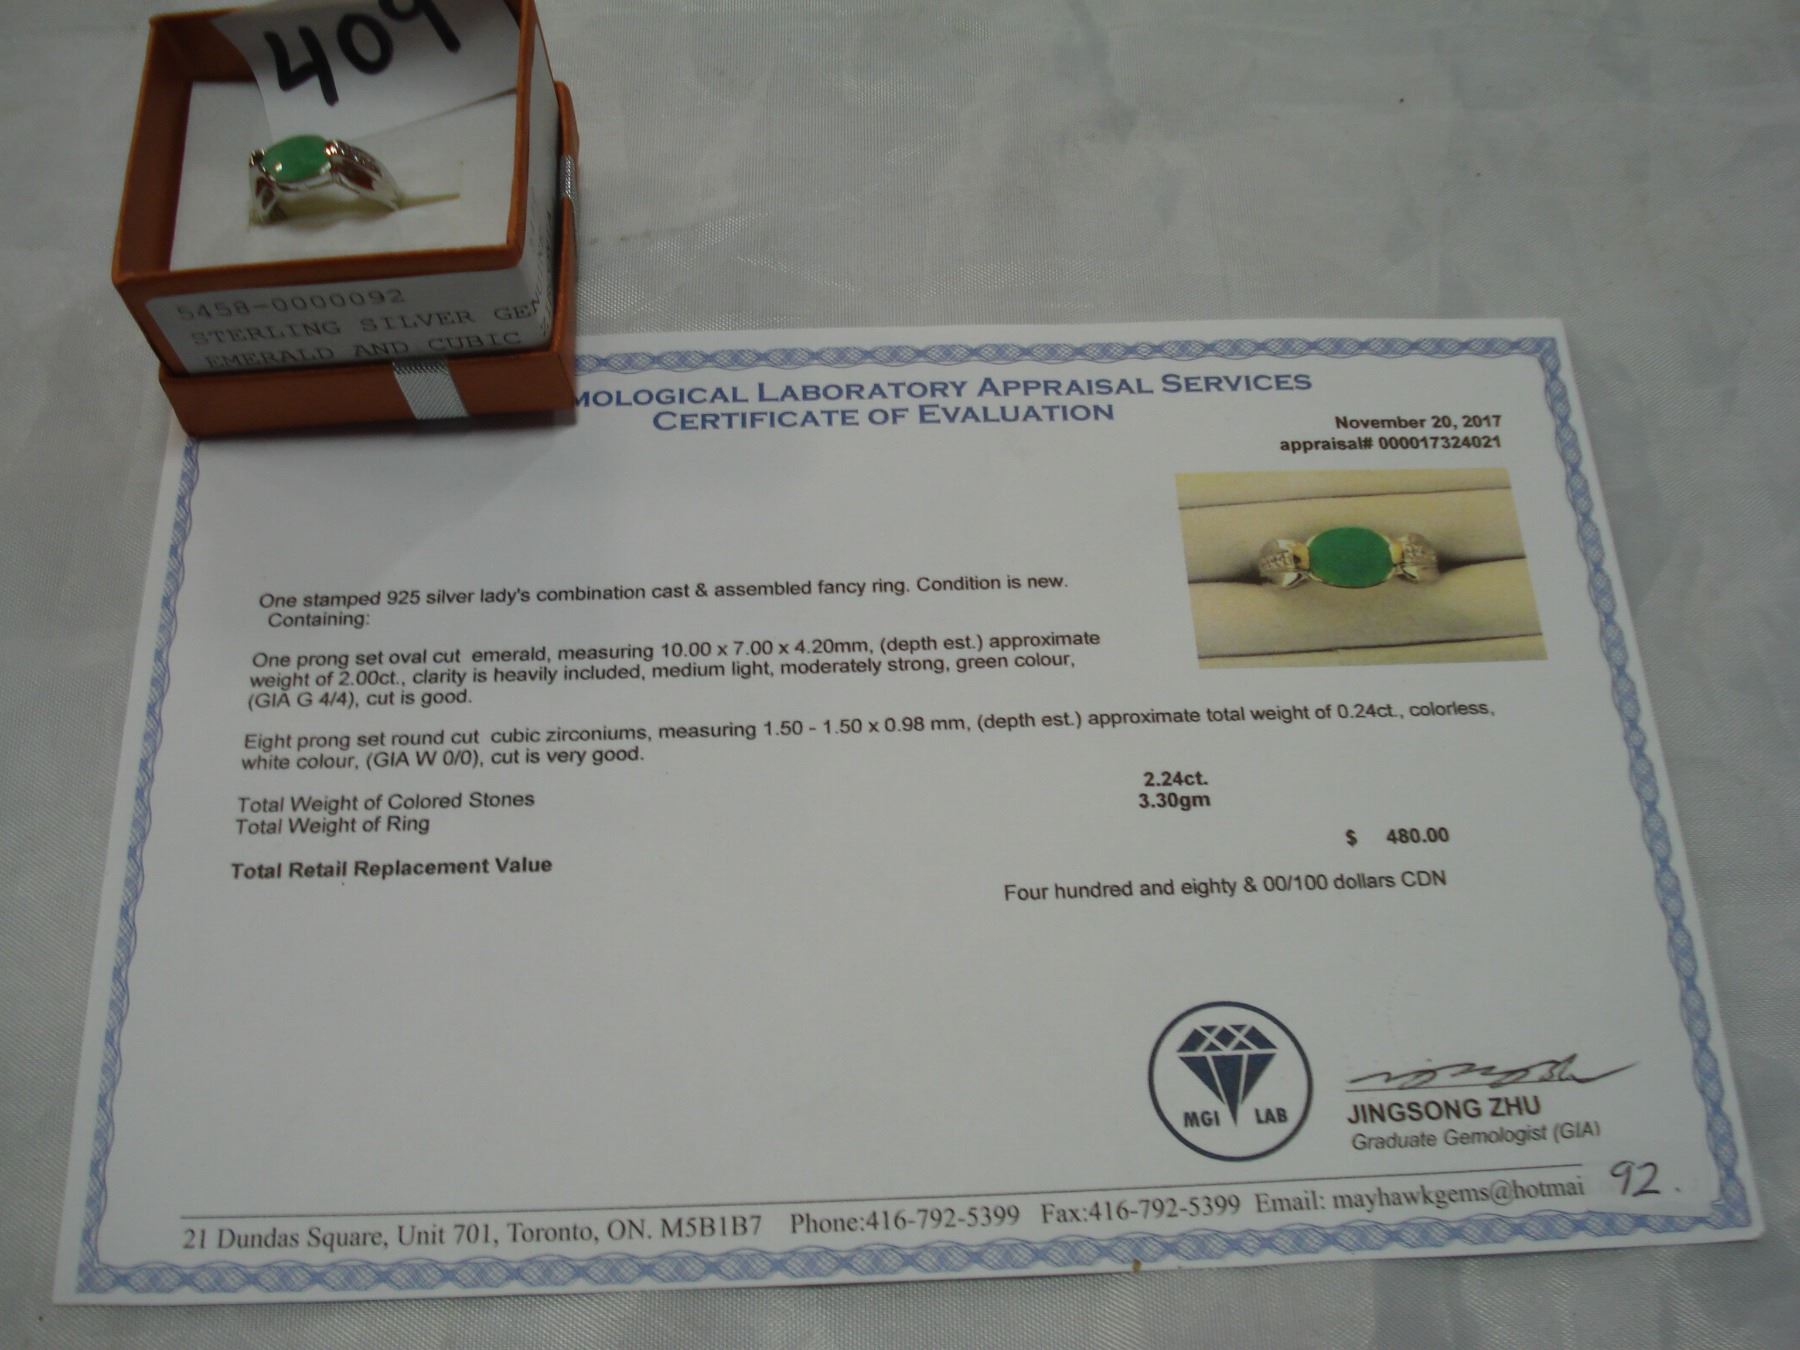 409
5458-0000092
STERLING SILVER GENUINE
EMERALD AND CUBIC
MOLOGICAL LABORATORY APPRAISAL SERVICES
CERTIFICATE OF EVALUATION
November 20, 2017
appraisal# 000017324021
One stamped 925 silver lady's combination cast & assembled fancy ring. Condition is new.
Containing:
One prong set oval cut emerald, measuring 10.00 x 7.00 x 4.20mm, (depth est.) approximate
weight of 2.00ct., clarity is heavily included, medium light, moderately strong, green colour,
(GIA G 4/4), cut is good.
Eight prong set round cut cubic zirconiums, measuring 1.50 - 1.50 x 0.98 mm, (depth est.) approximate total weight of 0.24ct., colorless,
white colour, (GIA W 0/0), cut is very good.
Total Weight of Colored Stones 2.24ct.
Total Weight of Ring 3.30gm
Total Retail Replacement Value $ 480.00
Four hundred and eighty & 00/100 dollars CDN
MGI LAB
JINGSONG ZHU
Graduate Gemologist (GIA)
21 Dundas Square, Unit 701, Toronto, ON. M5B1B7 Phone:416-792-5399 Fax:416-792-5399 Email: mayhawkgems@hotmai
92.